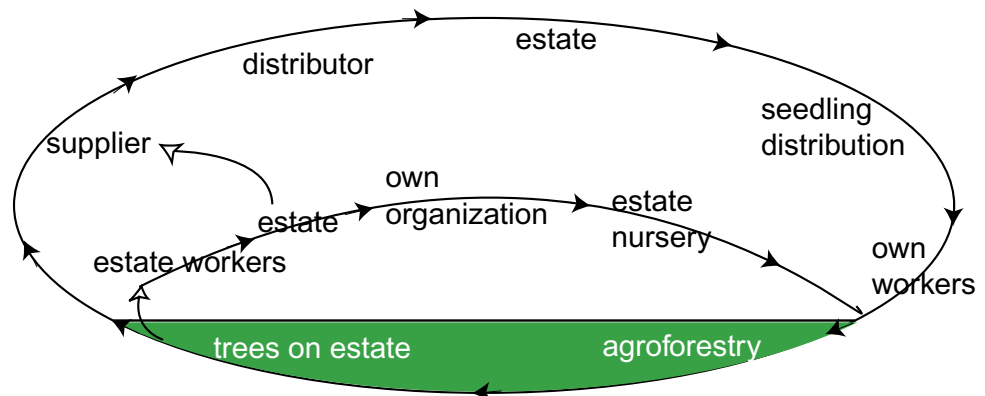 estate
distributor
seedling
distribution
supplier
own
organization
estate
nursery
estate
estate workers
own
workers
trees on estate
agroforestry